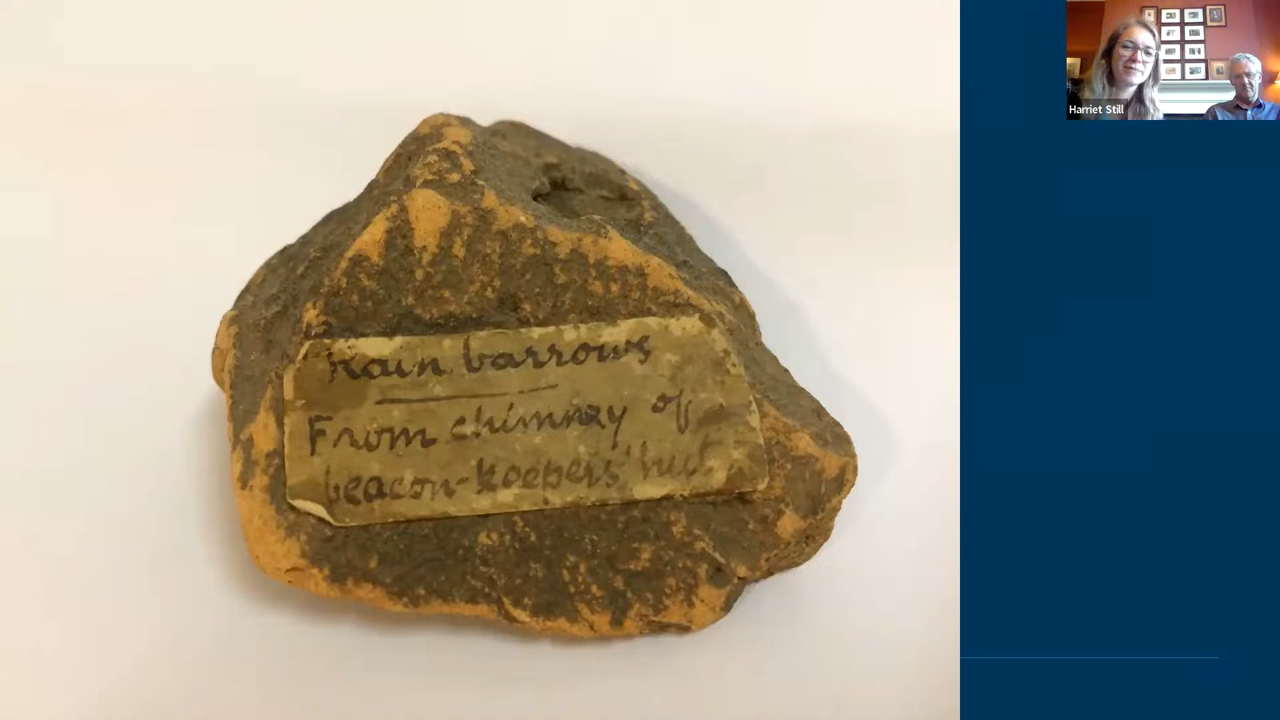 Rain barrows
From chimney of
beacon-keepers' hut
Harriet Still